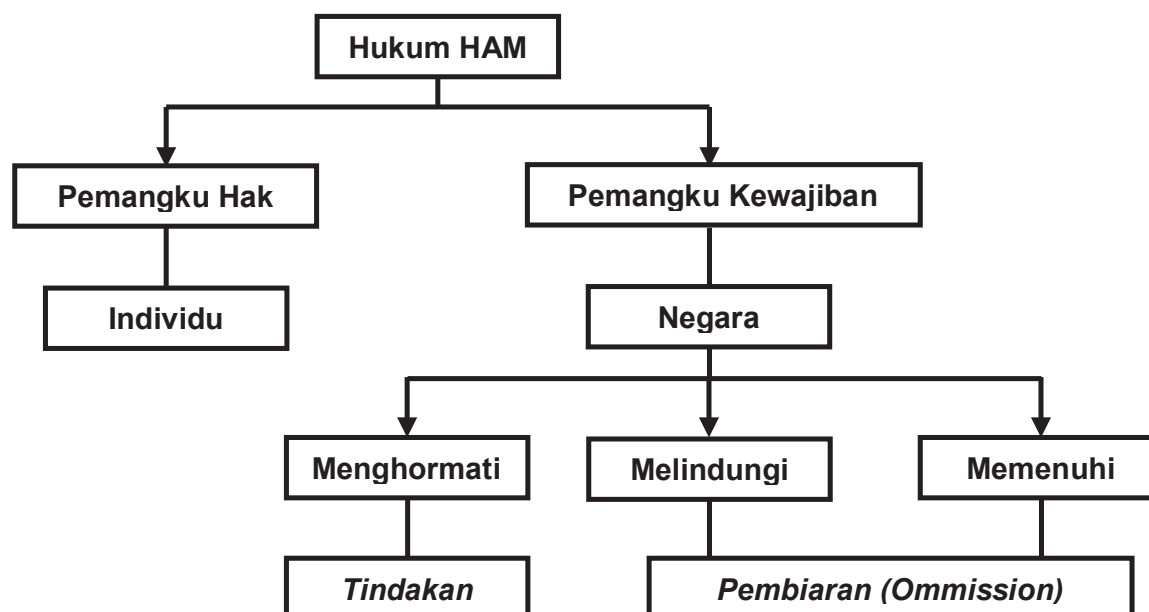 Hukum HAM
Pemangku Hak
Pemangku Kewajiban
Individu
Negara
Menghormati
Melindungi
Memenuhi
Tindakan
Pembiaran (Ommission)